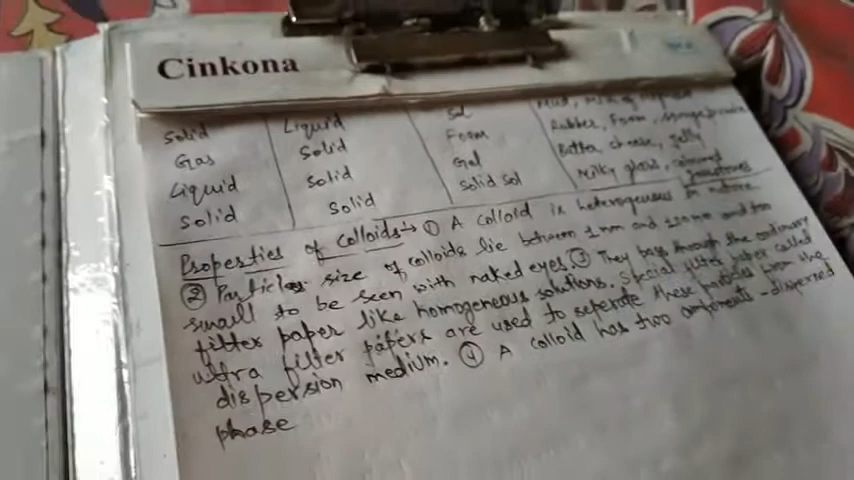 Cinkona
Solid Liquid Sol
Gas Solid Foam Rubber, Foam,
Liquid Solid Gel Butter, cheese, jelly
Solid Solid Solid Sol Milky glass,
Properties of colloids → ① A colloid is heterogeneous in nature.
② Particle size of colloids lie between 1 nm and and too
small to be seen with naked eyes. ③ They pass through the ordinary
filter paper like homogeneous solutions. Special filter paper called
ultra filter papers are used to seperate these particles from the
dispersion medium. ④ A colloid has two components - dispersed
phase